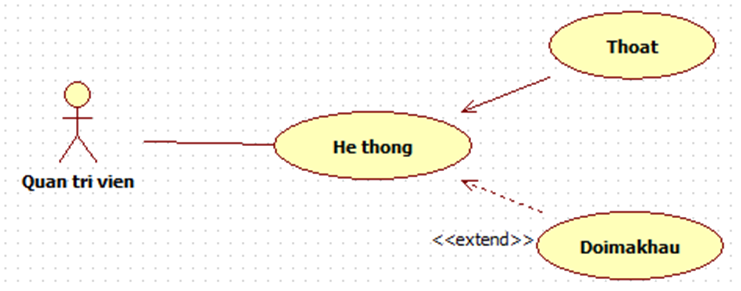 Thoat
He thong
Quan tri vien
<<extend>>
Doimakhau